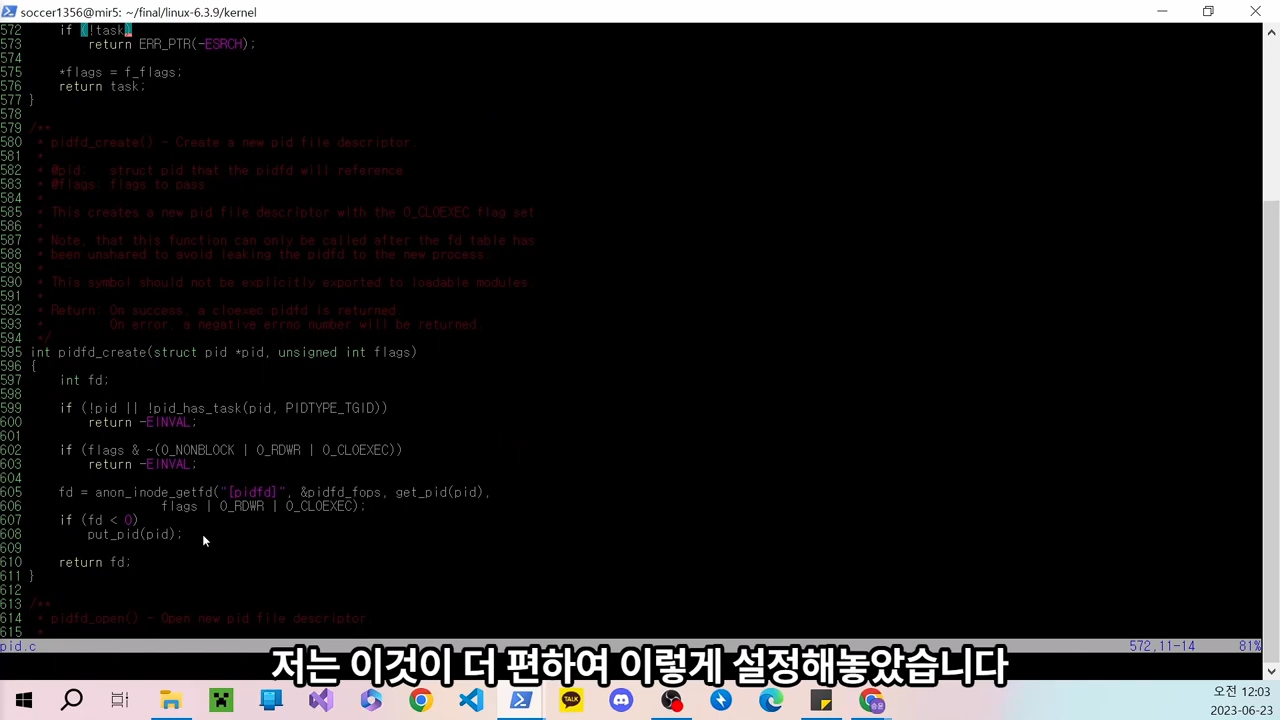 soccer1356@mir5: ~/final/linux-6.3.9/kernel
572     if (!task)
573         return ERR_PTR(-ESRCH);
574
575     *flags = f_flags;
576     return task;
577 }
578
579 /**
580  * pidfd_create() - Create a new pid file descriptor.
581  *
582  * @pid:   struct pid that the pidfd will reference
583  * @flags: flags to pass
584  *
585  * This creates a new pid file descriptor with the O_CLOEXEC flag set.
586  *
587  * Note, that this function can only be called after the fd table has
588  * been unshared to avoid leaking the pidfd to the new process.
589  *
590  * This symbol should not be explicitly exported to loadable modules.
591  *
592  * Return: On success, a cloexec pidfd is returned.
593  *         On error, a negative errno number will be returned.
594  */
595 int pidfd_create(struct pid *pid, unsigned int flags)
596 {
597     int fd;
598
599     if (!pid || !pid_has_task(pid, PIDTYPE_TGID))
600         return -EINVAL;
601
602     if (flags & ~(O_NONBLOCK | O_RDWR | O_CLOEXEC))
603         return -EINVAL;
604
605     fd = anon_inode_getfd("[pidfd]", &pidfd_fops, get_pid(pid),
606                   flags | O_RDWR | O_CLOEXEC);
607     if (fd < 0)
608         put_pid(pid);
609
610     return fd;
611 }
612
613 /**
614  * pidfd_open() - Open new pid file descriptor.
615  *
pid.c 572,11-14 81%
저는 이것이 더 편하여 이렇게 설정해놓았습니다
TALK
오전 12:03
2023-06-23